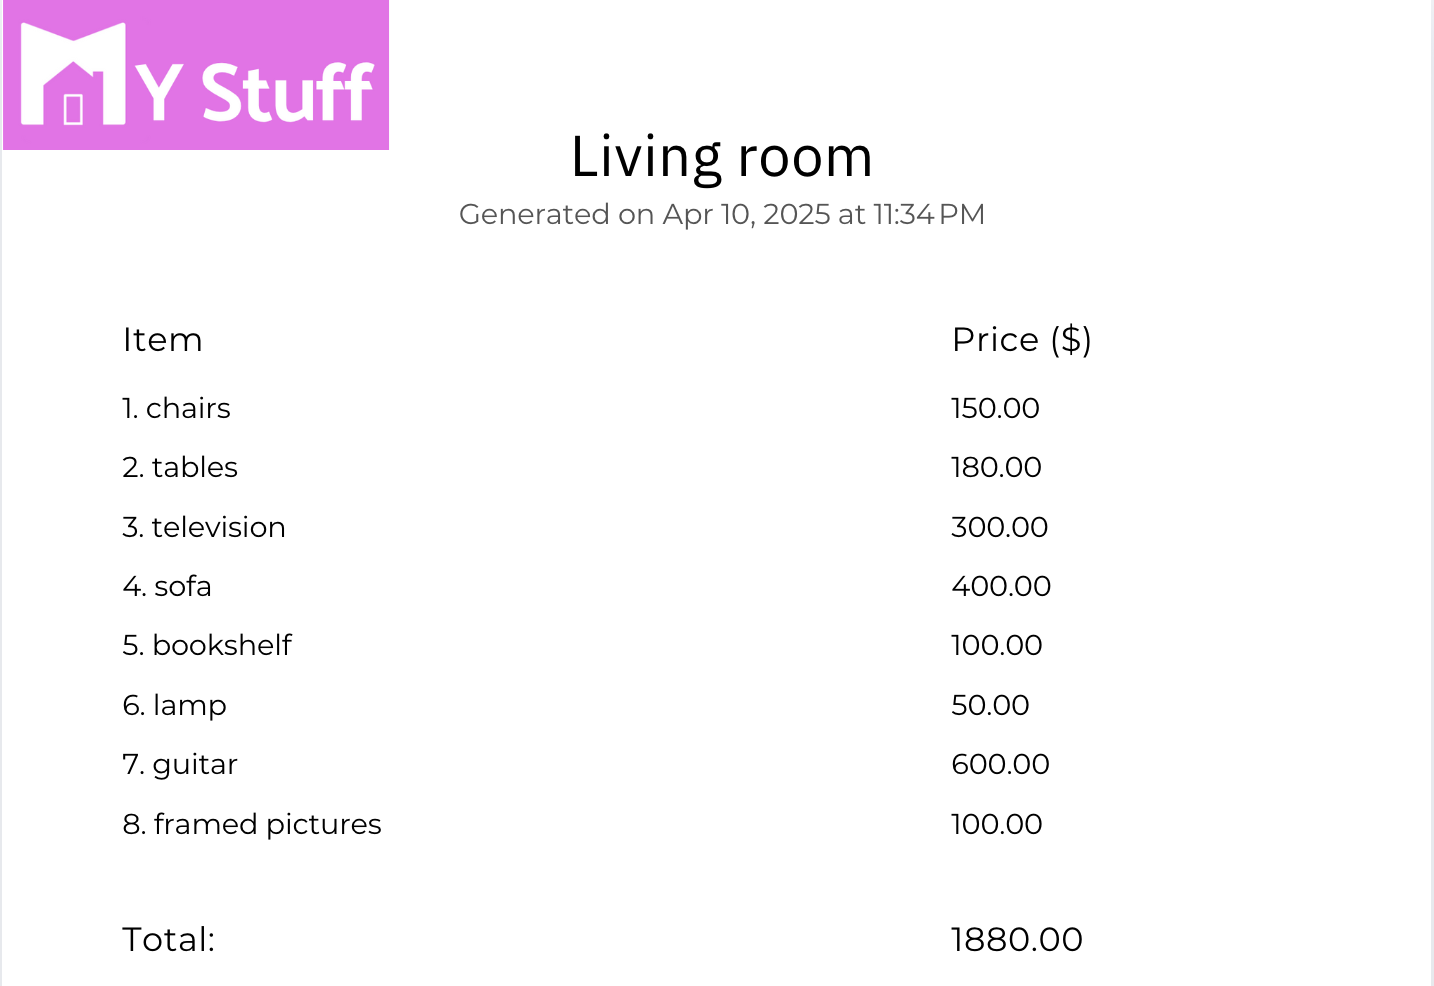 MY Stuff
Living room
Generated on Apr 10, 2025 at 11:34 PM
Item Price ($)
1. chairs 150.00
2. tables 180.00
3. television 300.00
4. sofa 400.00
5. bookshelf 100.00
6. lamp 50.00
7. guitar 600.00
8. framed pictures 100.00
Total: 1880.00